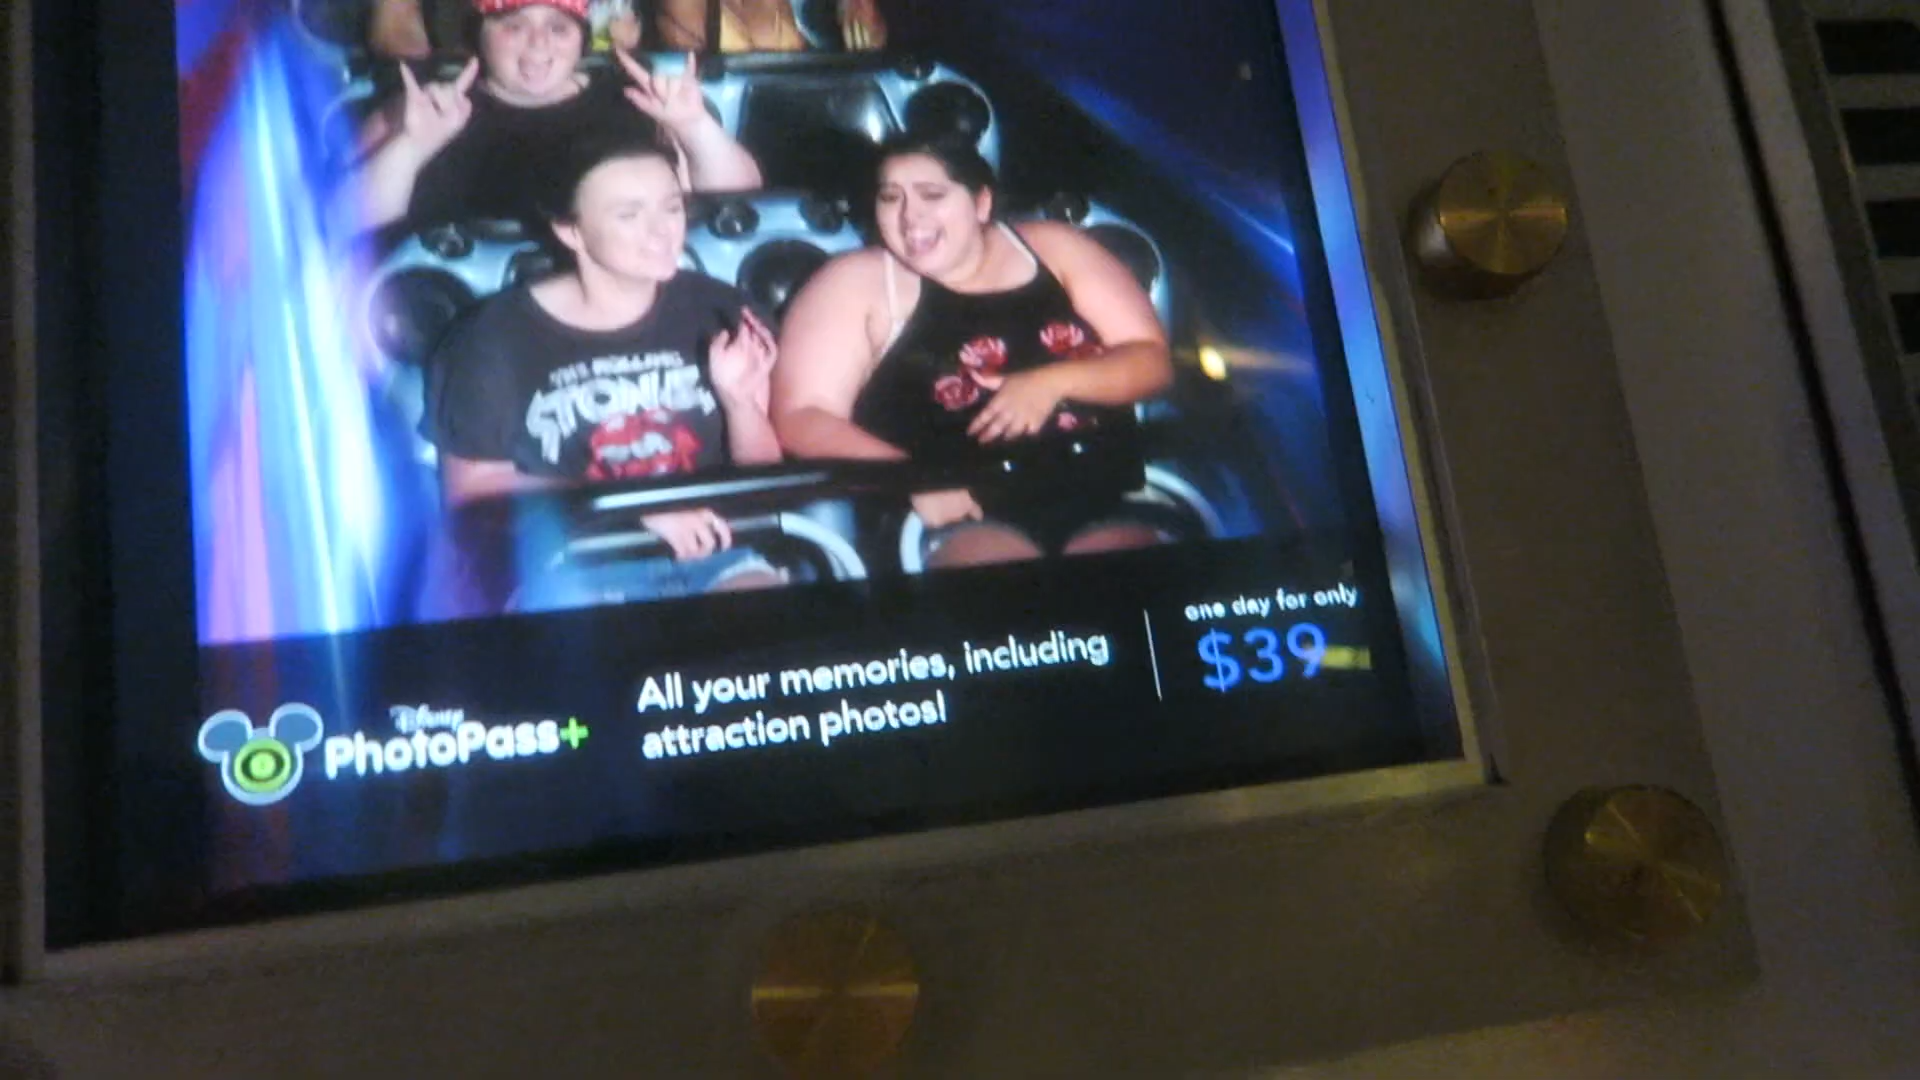 THE ROLLING
STONES
Disney
PhotoPass+
All your memories, including
attraction photos!
one day for only
$39